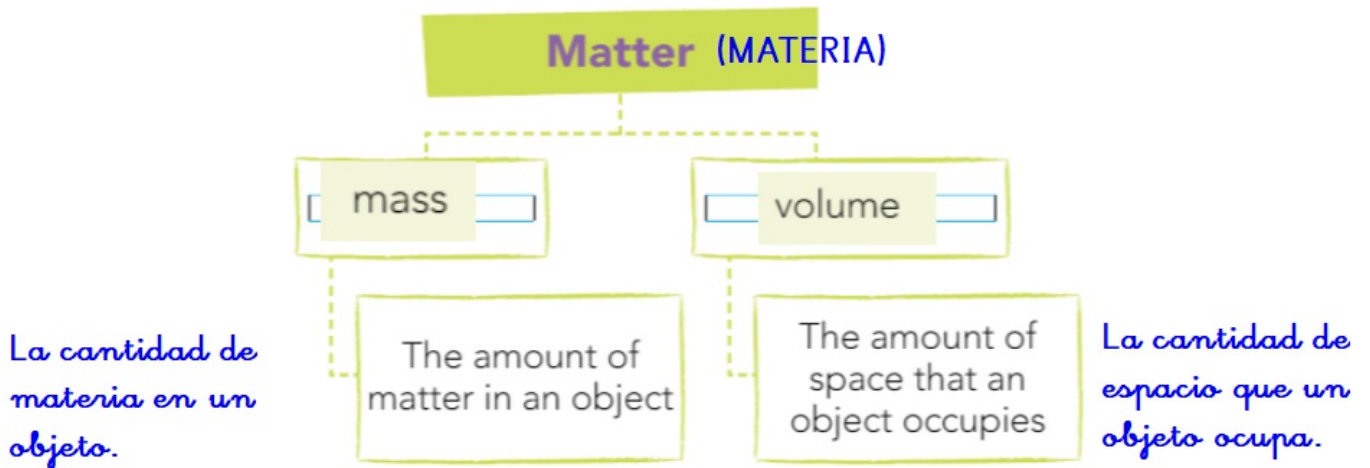 Matter (MATERIA)
mass
volume
The amount of
matter in an object
The amount of
space that an
object occupies
La cantidad de
materia en un
objeto.
La cantidad de
espacio que un
objeto ocupa.